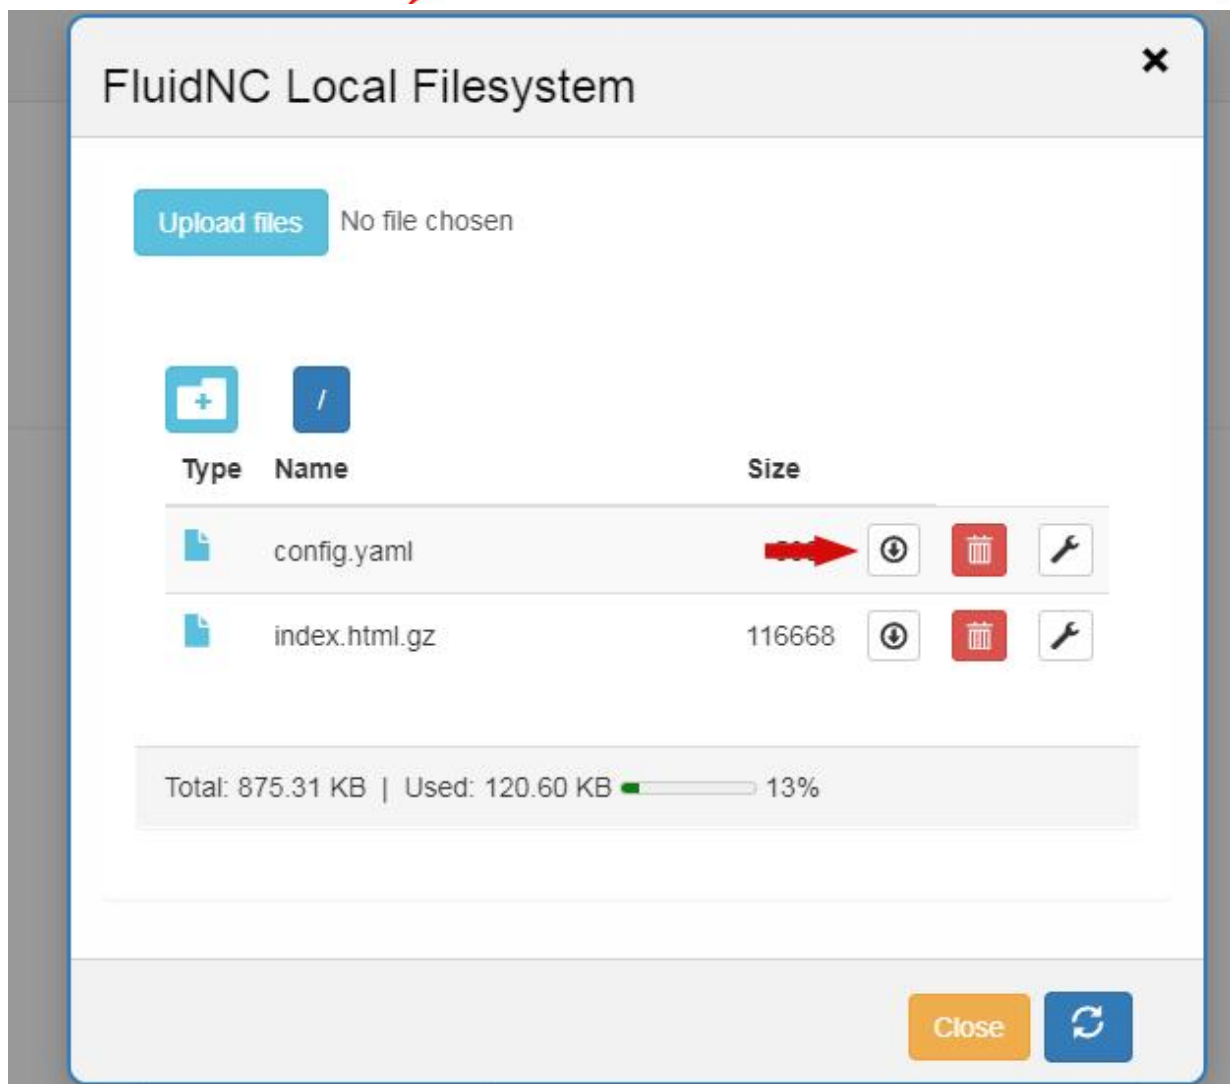 FluidNC Local Filesystem
Upload files No file chosen
/
Type Name Size
config.yaml
index.html.gz 116668
Total: 875.31 KB | Used: 120.60 KB 13%
Close